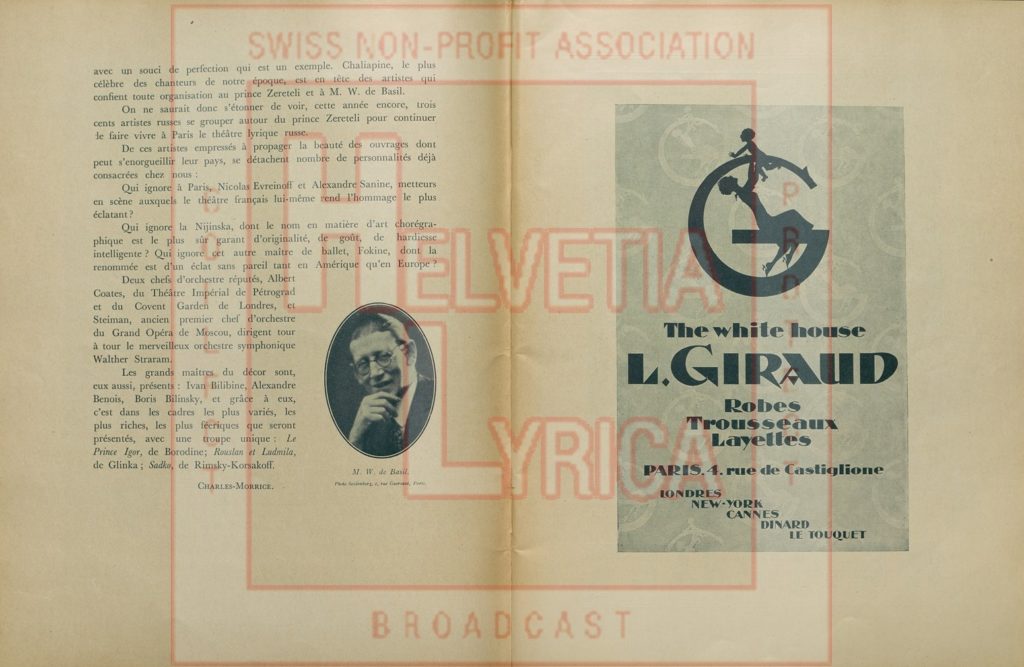 SWISS NON-PROFIT ASSOCIATION
avec un souci de perfection qui est un exemple. Chaliapine, le plus
célèbre des chanteurs de notre époque, est en tête des artistes qui
confient toute organisation au prince Zereteli et à M. W. de Basil.
On ne saurait donc s'étonner de voir, cette année encore, trois
cents artistes russes se grouper autour du prince Zereteli pour continuer
de faire vivre à Paris le théâtre lyrique russe.
De ces artistes empressés à propager la beauté des ouvrages dont
peut s'enorgueillir leur pays, se détachent nombre de personnalités déjà
consacrées chez nous :
Qui ignore à Paris, Nicolas Evreinoff et Alexandre Sanine, metteurs
en scène auxquels le théâtre français lui-même rend l'hommage le plus
éclatant ?
Qui ignore la Nijinska, dont le nom en matière d'art chorégra-
phique est le plus sûr garant d'originalité, de goût, de hardiesse
intelligente ? Qui ignore cet autre maître de ballet, Fokine, dont la
renommée est d'un éclat sans pareil tant en Amérique qu'en Europe ?
Deux chefs d'orchestre réputés, Albert
Coates, du Théâtre Impérial de Pétrograd
et du Covent Garden de Londres, et
Steiman, ancien premier chef d'orchestre
du Grand Opéra de Moscou, dirigent tour
à tour le merveilleux orchestre symphonique
Walther Straram.
Les grands maîtres du décor sont,
eux aussi, présents : Ivan Bilibine, Alexandre
Benois, Boris Bilinsky, et grâce à eux,
c'est dans les cadres les plus variés, les
plus riches, les plus féeriques que seront
présentés, avec une troupe unique : Le
Prince Igor, de Borodine ; Rouslan et Ludmila,
de Glinka ; Sadko, de Rimsky-Korsakoff.
CHARLES-MORRICE.
M. W. de Basil.
HELVETIA
LYRICA
BROADCAST
G
The white house
L. GIRAUD
Robes
Trousseaux
Layettes
PARIS. 4. rue de Castiglione
LONDRES
NEW-YORK
CANNES
DINARD
LE TOUQUET